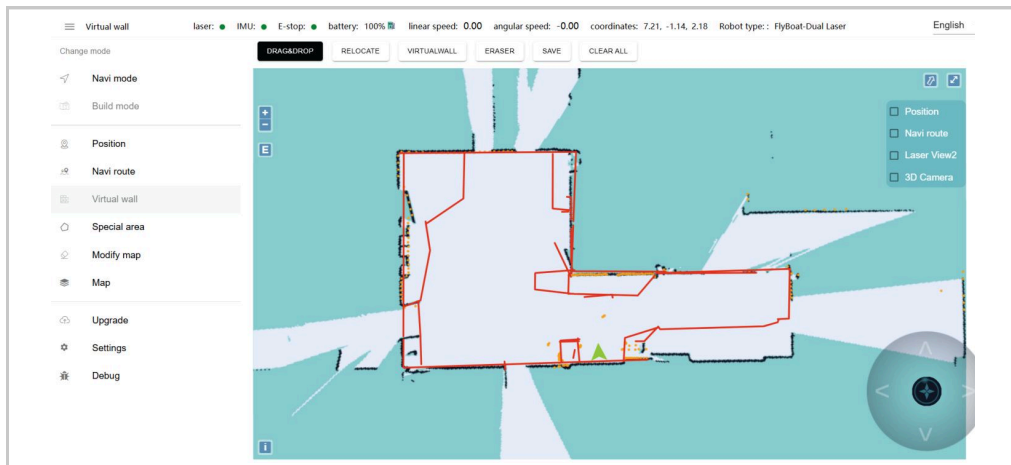 Virtual wall laser: IMU: E-stop: battery: 100% linear speed: 0.00 angular speed: -0.00 coordinates: 7.21, -1.14, 2.18 Robot type: : FlyBoat-Dual Laser English
Change mode
DRAG&DROP RELOCATE VIRTUALWALL ERASER SAVE CLEAR ALL
Navi mode
Build mode
Position
Navi route
Virtual wall
Special area
Modify map
Map
Upgrade
Settings
Debug
+
−
E
Position
Navi route
Laser View2
3D Camera
i